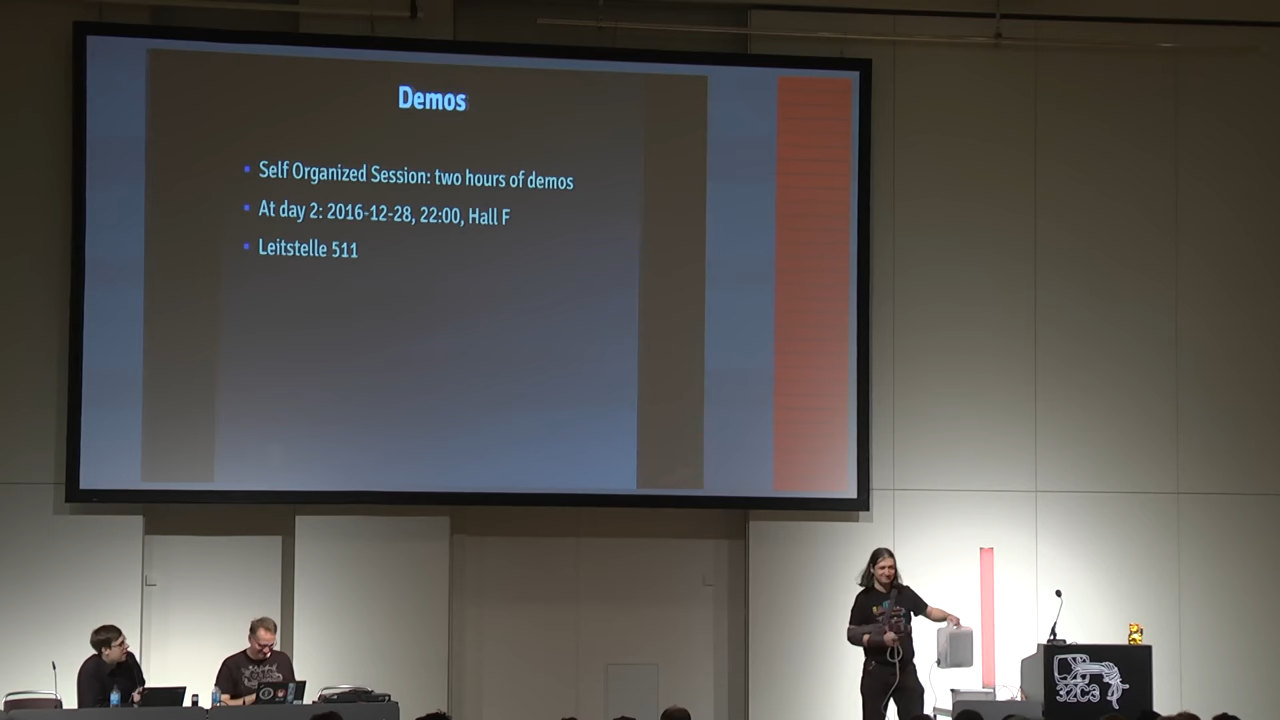 Demos
Self Organized Session: two hours of demos
At day 2: 2016-12-28, 22:00, Hall F
Leitstelle 511
32C3